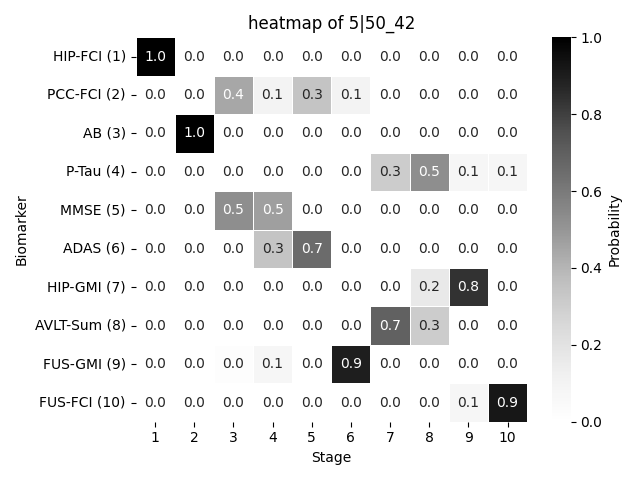 heatmap of 5|50_42
HIP-FCI (1) 1.0 0.0 0.0 0.0 0.0 0.0 0.0 0.0 0.0 0.0
PCC-FCI (2) 0.0 0.0 0.4 0.1 0.3 0.1 0.0 0.0 0.0 0.0
AB (3) 0.0 1.0 0.0 0.0 0.0 0.0 0.0 0.0 0.0 0.0
P-Tau (4) 0.0 0.0 0.0 0.0 0.0 0.0 0.3 0.5 0.1 0.1
MMSE (5) 0.0 0.0 0.5 0.5 0.0 0.0 0.0 0.0 0.0 0.0
ADAS (6) 0.0 0.0 0.0 0.3 0.7 0.0 0.0 0.0 0.0 0.0
HIP-GMI (7) 0.0 0.0 0.0 0.0 0.0 0.0 0.0 0.2 0.8 0.0
AVLT-Sum (8) 0.0 0.0 0.0 0.0 0.0 0.0 0.7 0.3 0.0 0.0
FUS-GMI (9) 0.0 0.0 0.0 0.1 0.0 0.9 0.0 0.0 0.0 0.0
FUS-FCI (10) 0.0 0.0 0.0 0.0 0.0 0.0 0.0 0.0 0.1 0.9
1 2 3 4 5 6 7 8 9 10
Stage
Biomarker
1.0
0.8
0.6
0.4
0.2
0.0
Probability